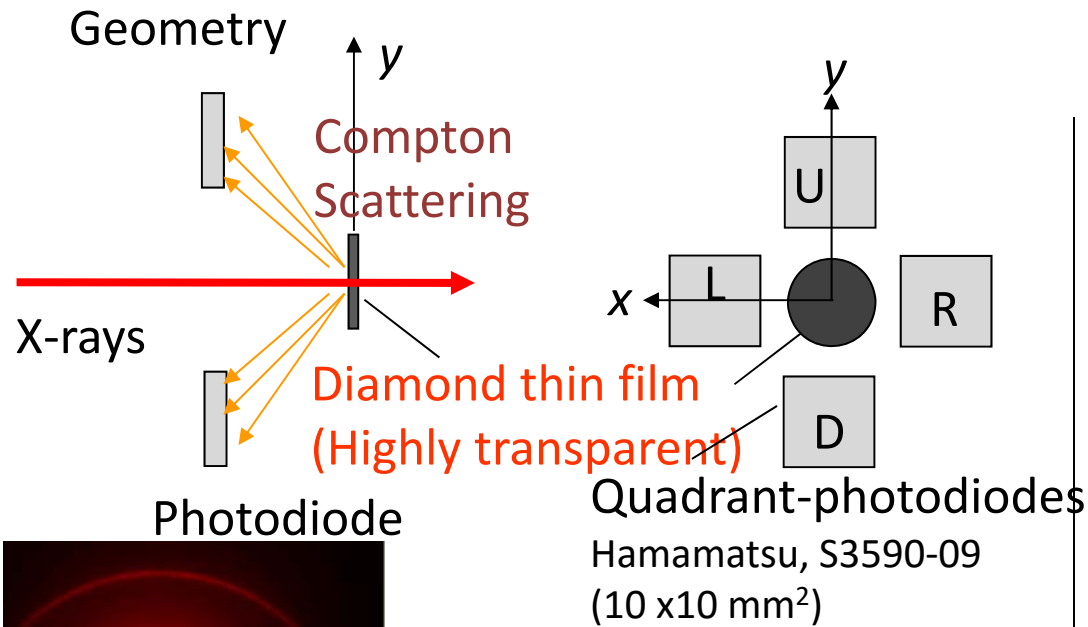 Geometry
y
Compton
Scattering
X-rays
Diamond thin film
(Highly transparent)
Photodiode
y
U
x
L
R
D
Quadrant-photodiodes
Hamamatsu, S3590-09
(10 x10 mm²)